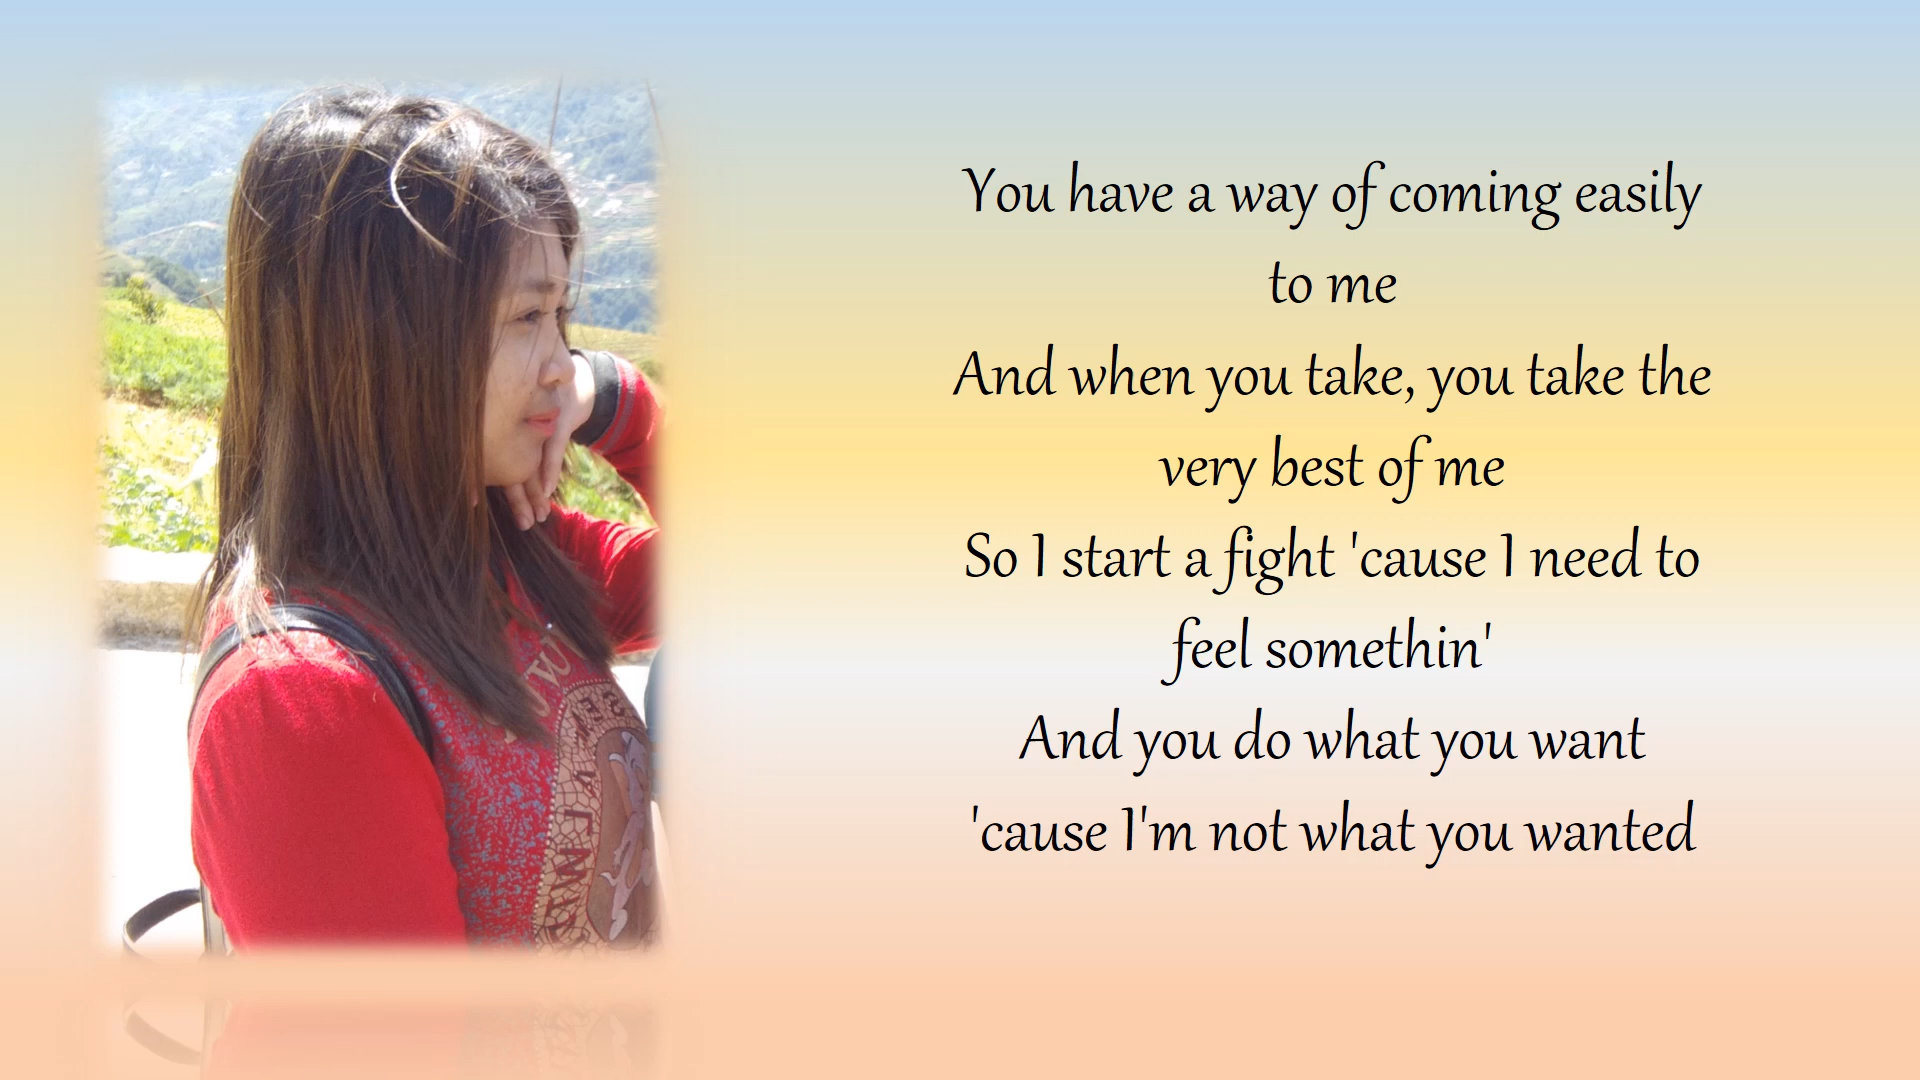 You have a way of coming easily
to me
And when you take, you take the
very best of me
So I start a fight 'cause I need to
feel somethin'
And you do what you want
'cause I'm not what you wanted